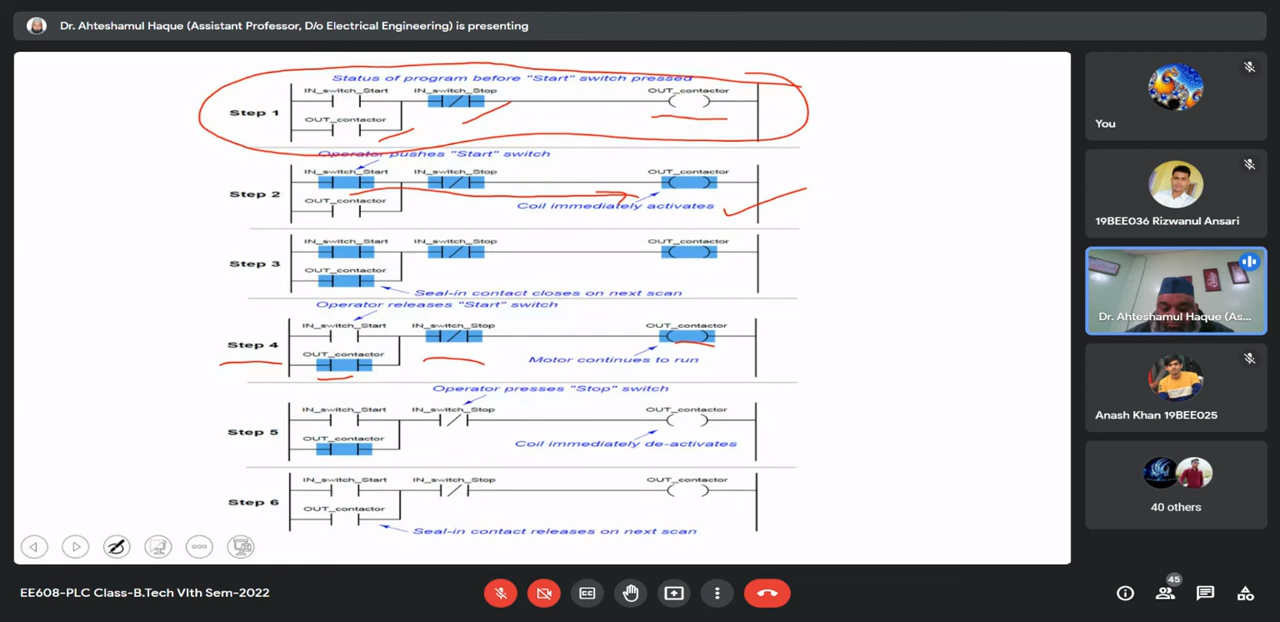 Dr. Ahteshamul Haque (Assistant Professor, D/o Electrical Engineering) is presenting
Status of program before "Start" switch pressed
IN_switch_Start IN_switch_Stop OUT_contactor
Step 1
OUT_contactor
Operator pushes "Start" switch
IN_switch_Start IN_switch_Stop OUT_contactor
Step 2
OUT_contactor
Coil immediately activates
IN_switch_Start IN_switch_Stop OUT_contactor
Step 3
OUT_contactor
Seal-in contact closes on next scan
Operator releases "Start" switch
IN_switch_Start IN_switch_Stop OUT_contactor
Step 4
OUT_contactor
Motor continues to run
Operator presses "Stop" switch
IN_switch_Start IN_switch_Stop OUT_contactor
Step 5
OUT_contactor
Coil immediately de-activates
IN_switch_Start IN_switch_Stop OUT_contactor
Step 6
OUT_contactor
Seal-in contact releases on next scan
You
19BEE036 Rizwanul Ansari
Dr. Ahteshamul Haque (As...
Anash Khan 19BEE025
40 others
EE608-PLC Class-B.Tech VIth Sem-2022
45